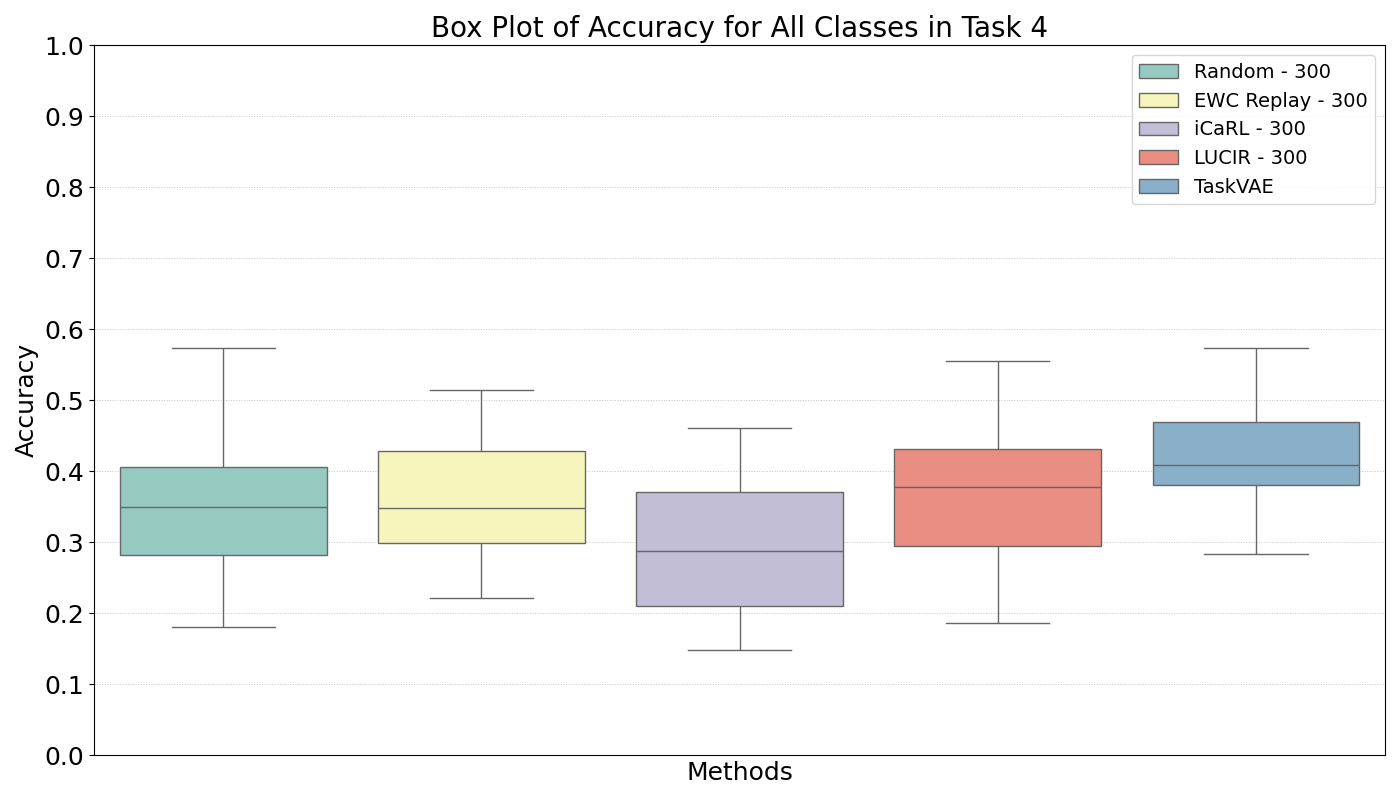 Box Plot of Accuracy for All Classes in Task 4
1.0
0.9
0.8
0.7
0.6
0.5
0.4
0.3
0.2
0.1
0.0
Accuracy
Methods
Random - 300
EWC Replay - 300
iCaRL - 300
LUCIR - 300
TaskVAE